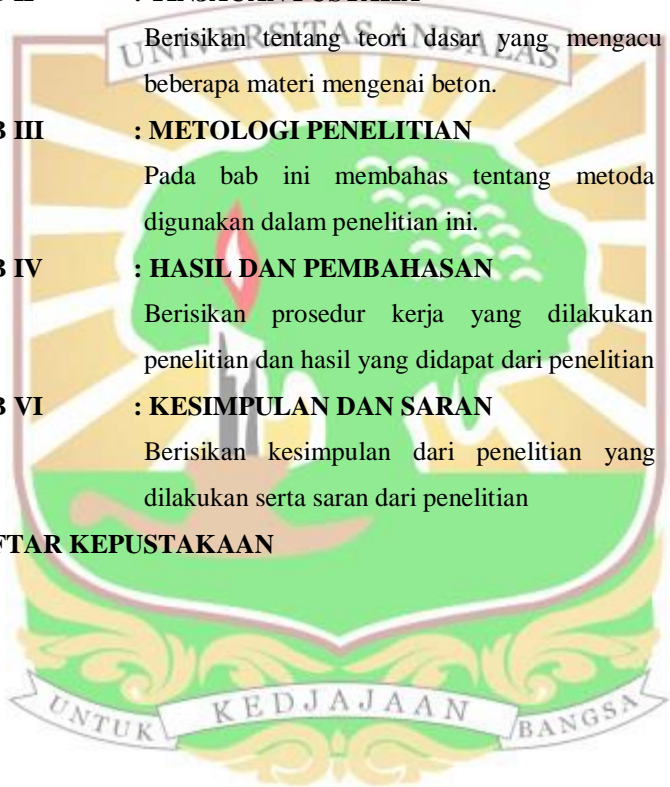 UNIVERSITAS ANDALAS
Berisikan tentang teori dasar yang mengacu
beberapa materi mengenai beton.
III : METOLOGI PENELITIAN
Pada bab ini membahas tentang metoda
digunakan dalam penelitian ini.
IV : HASIL DAN PEMBAHASAN
Berisikan prosedur kerja yang dilakukan
penelitian dan hasil yang didapat dari penelitian
VI : KESIMPULAN DAN SARAN
Berisikan kesimpulan dari penelitian yang
dilakukan serta saran dari penelitian
FTAR KEPUSTAKAAN
UNTUK KEDJAJAAN BANGSA